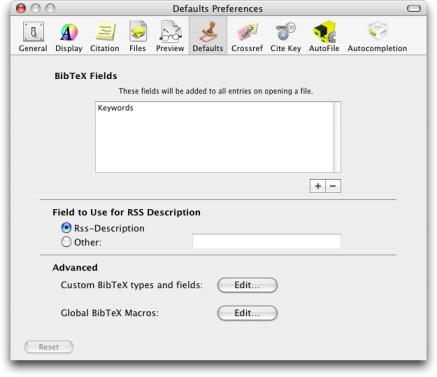 Defaults Preferences
General Display Citation Files Preview Defaults Crossref Cite Key AutoFile Autocompletion
BibTeX Fields
These fields will be added to all entries on opening a file.
Keywords
+ −
Field to Use for RSS Description
Rss-Description
Other:
Advanced
Custom BibTeX types and fields: Edit...
Global BibTeX Macros: Edit...
Reset